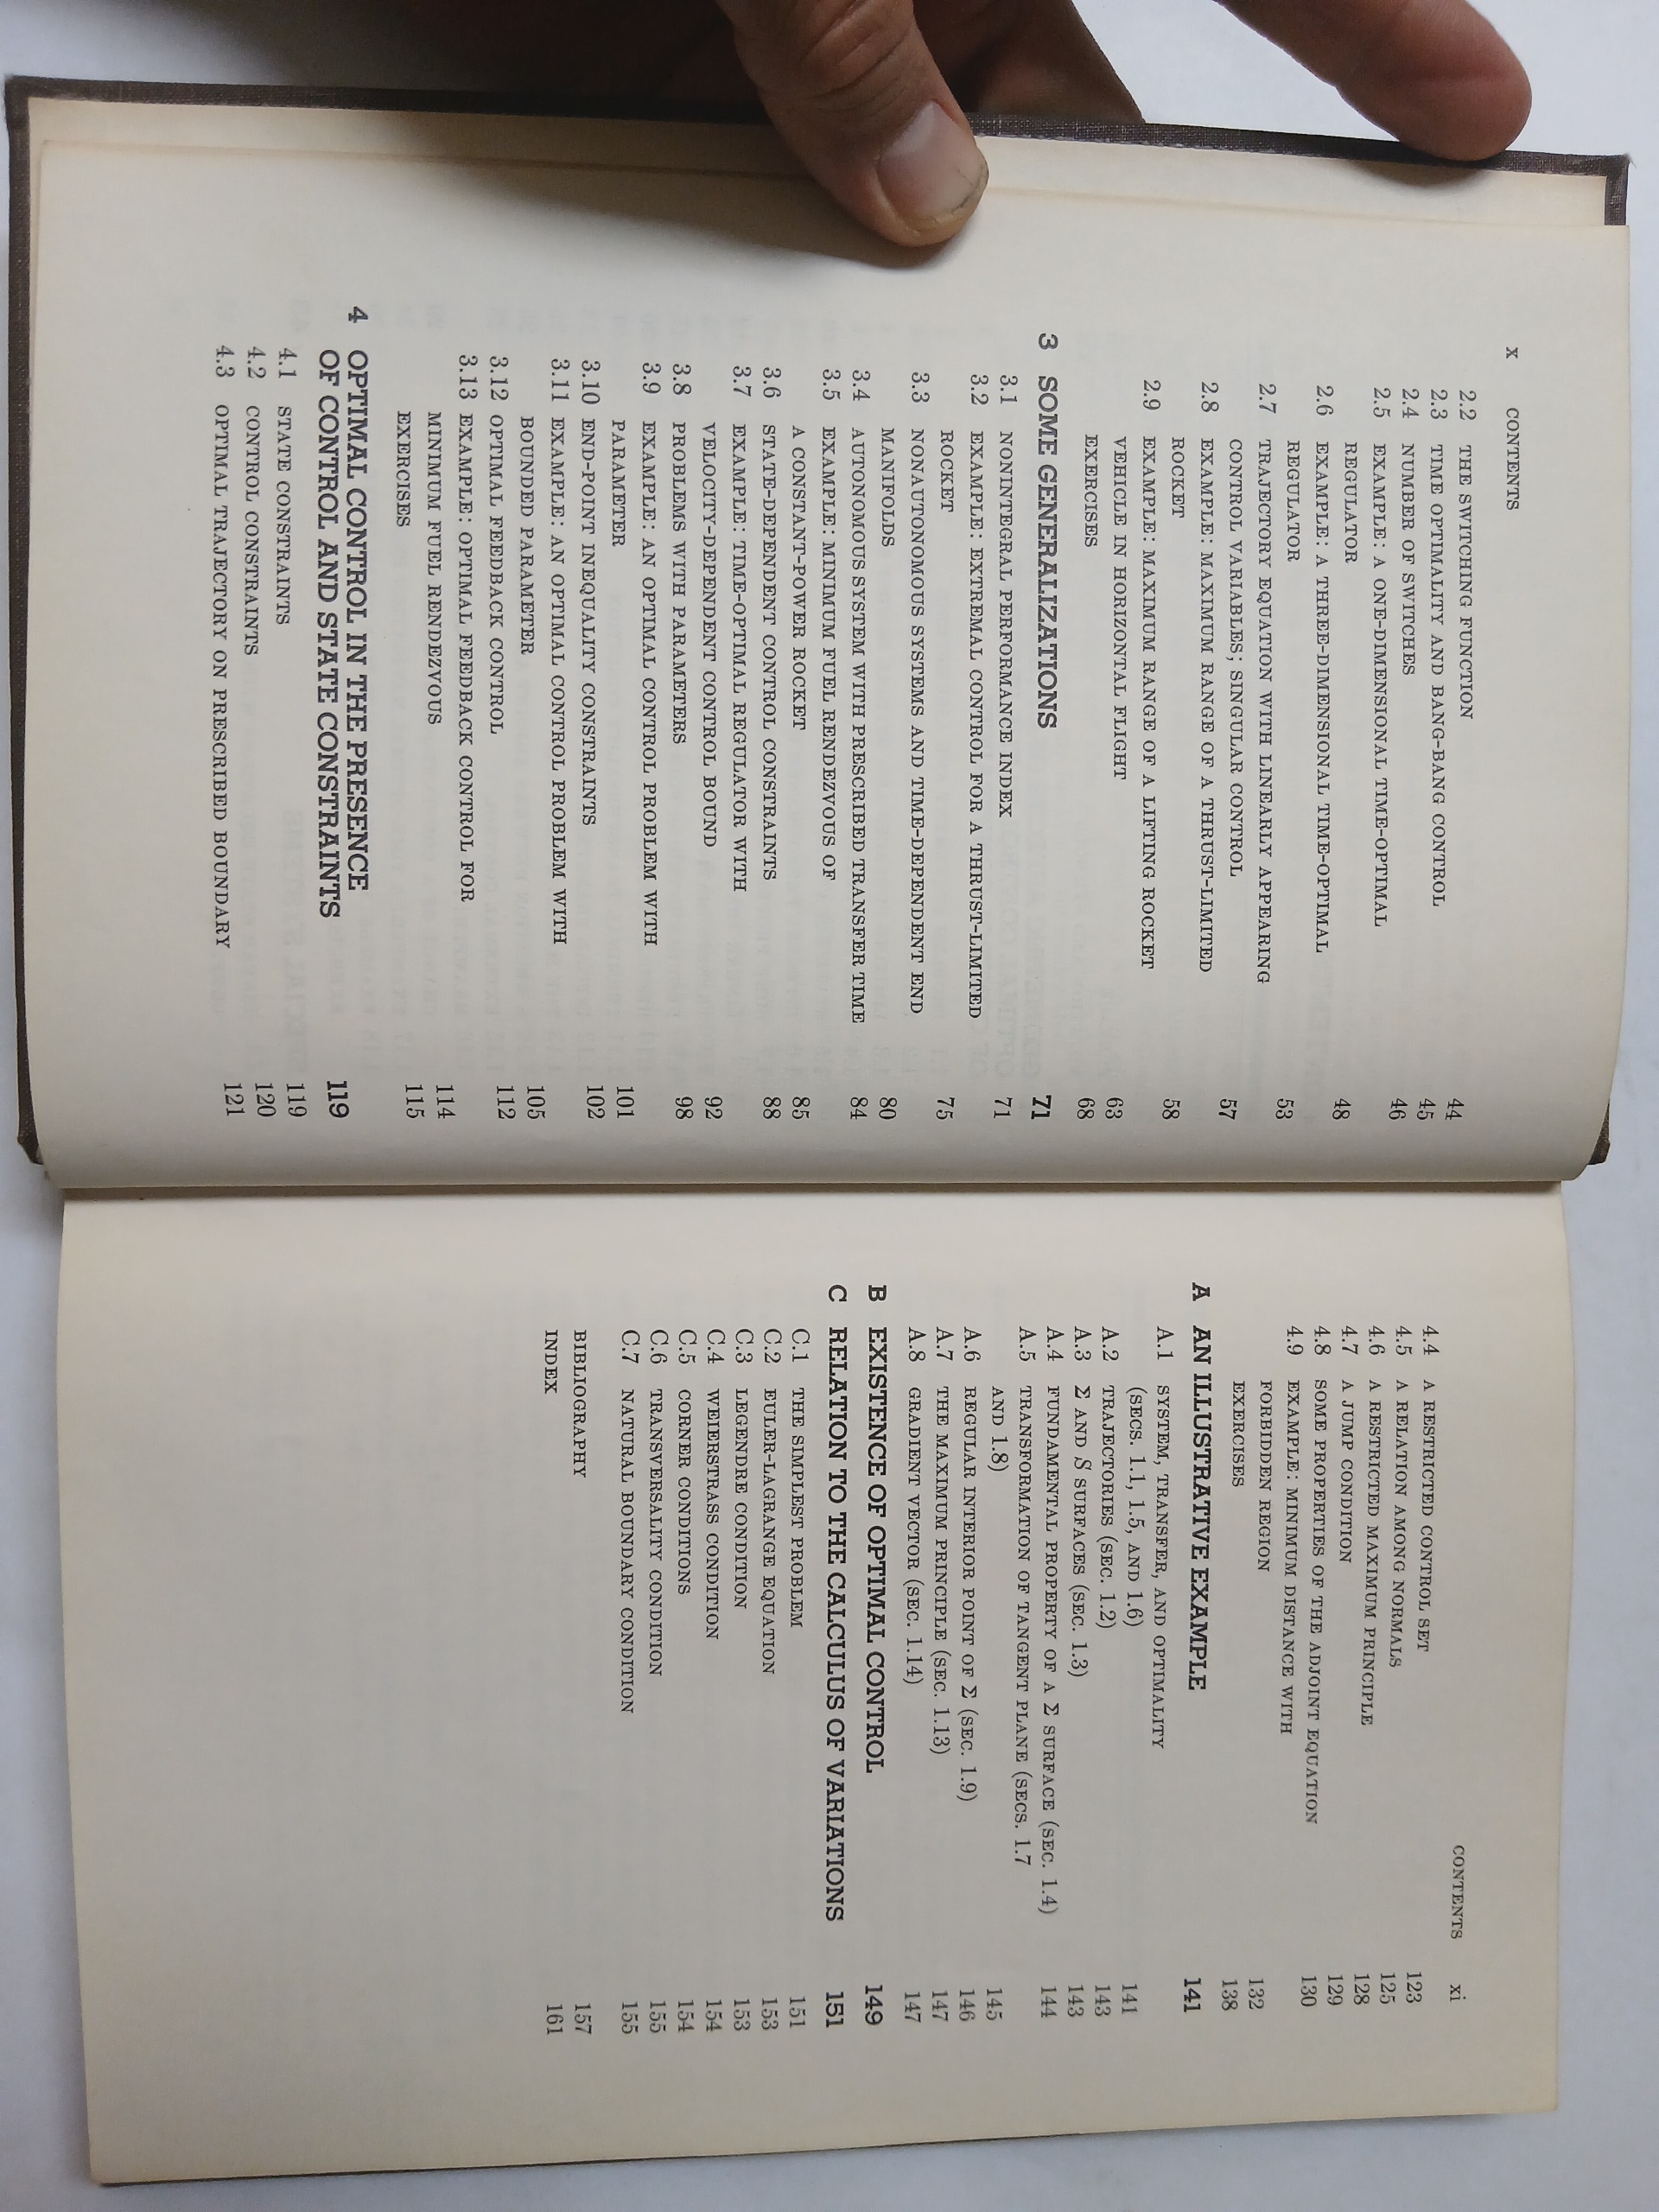 x CONTENTS
2.2 THE SWITCHING FUNCTION 44
2.3 TIME OPTIMALITY AND BANG-BANG CONTROL 45
2.4 NUMBER OF SWITCHES 46
2.5 EXAMPLE: A ONE-DIMENSIONAL TIME-OPTIMAL
REGULATOR 48
2.6 EXAMPLE: A THREE-DIMENSIONAL TIME-OPTIMAL
REGULATOR 53
2.7 TRAJECTORY EQUATION WITH LINEARLY APPEARING
CONTROL VARIABLES; SINGULAR CONTROL 57
2.8 EXAMPLE: MAXIMUM RANGE OF A THRUST-LIMITED
ROCKET 58
2.9 EXAMPLE: MAXIMUM RANGE OF A LIFTING ROCKET
VEHICLE IN HORIZONTAL FLIGHT 63
EXERCISES 68
3 SOME GENERALIZATIONS 71
3.1 NONINTEGRAL PERFORMANCE INDEX 71
3.2 EXAMPLE: EXTREMAL CONTROL FOR A THRUST-LIMITED
ROCKET 75
3.3 NONAUTONOMOUS SYSTEMS AND TIME-DEPENDENT END
MANIFOLDS 80
3.4 AUTONOMOUS SYSTEM WITH PRESCRIBED TRANSFER TIME 84
3.5 EXAMPLE: MINIMUM FUEL RENDEZVOUS OF
A CONSTANT-POWER ROCKET 85
3.6 STATE-DEPENDENT CONTROL CONSTRAINTS 88
3.7 EXAMPLE: TIME-OPTIMAL REGULATOR WITH
VELOCITY-DEPENDENT CONTROL BOUND 92
3.8 PROBLEMS WITH PARAMETERS 98
3.9 EXAMPLE: AN OPTIMAL CONTROL PROBLEM WITH
PARAMETER 101
3.10 END-POINT INEQUALITY CONSTRAINTS 102
3.11 EXAMPLE: AN OPTIMAL CONTROL PROBLEM WITH
BOUNDED PARAMETER 105
3.12 OPTIMAL FEEDBACK CONTROL 112
3.13 EXAMPLE: OPTIMAL FEEDBACK CONTROL FOR
MINIMUM FUEL RENDEZVOUS 114
EXERCISES 115
4 OPTIMAL CONTROL IN THE PRESENCE
OF CONTROL AND STATE CONSTRAINTS 119
4.1 STATE CONSTRAINTS 119
4.2 CONTROL CONSTRAINTS 120
4.3 OPTIMAL TRAJECTORY ON PRESCRIBED BOUNDARY 121
CONTENTS xi
4.4 A RESTRICTED CONTROL SET 123
4.5 A RELATION AMONG NORMALS 125
4.6 A RESTRICTED MAXIMUM PRINCIPLE 128
4.7 A JUMP CONDITION 129
4.8 SOME PROPERTIES OF THE ADJOINT EQUATION 130
4.9 EXAMPLE: MINIMUM DISTANCE WITH
FORBIDDEN REGION 132
EXERCISES 138
A AN ILLUSTRATIVE EXAMPLE 141
A.1 SYSTEM, TRANSFER, AND OPTIMALITY
(SECS. 1.1, 1.5, AND 1.6) 141
A.2 TRAJECTORIES (SEC. 1.2) 143
A.3 Σ AND S SURFACES (SEC. 1.3) 143
A.4 FUNDAMENTAL PROPERTY OF A Σ SURFACE (SEC. 1.4) 144
A.5 TRANSFORMATION OF TANGENT PLANE (SECS. 1.7
AND 1.8) 145
A.6 REGULAR INTERIOR POINT OF Σ (SEC. 1.9) 146
A.7 THE MAXIMUM PRINCIPLE (SEC. 1.13) 147
A.8 GRADIENT VECTOR (SEC. 1.14) 147
B EXISTENCE OF OPTIMAL CONTROL 149
C RELATION TO THE CALCULUS OF VARIATIONS 151
C.1 THE SIMPLEST PROBLEM 151
C.2 EULER-LAGRANGE EQUATION 153
C.3 LEGENDRE CONDITION 153
C.4 WEIERSTRASS CONDITION 154
C.5 CORNER CONDITIONS 154
C.6 TRANSVERSALITY CONDITION 155
C.7 NATURAL BOUNDARY CONDITION 155
BIBLIOGRAPHY 157
INDEX 161